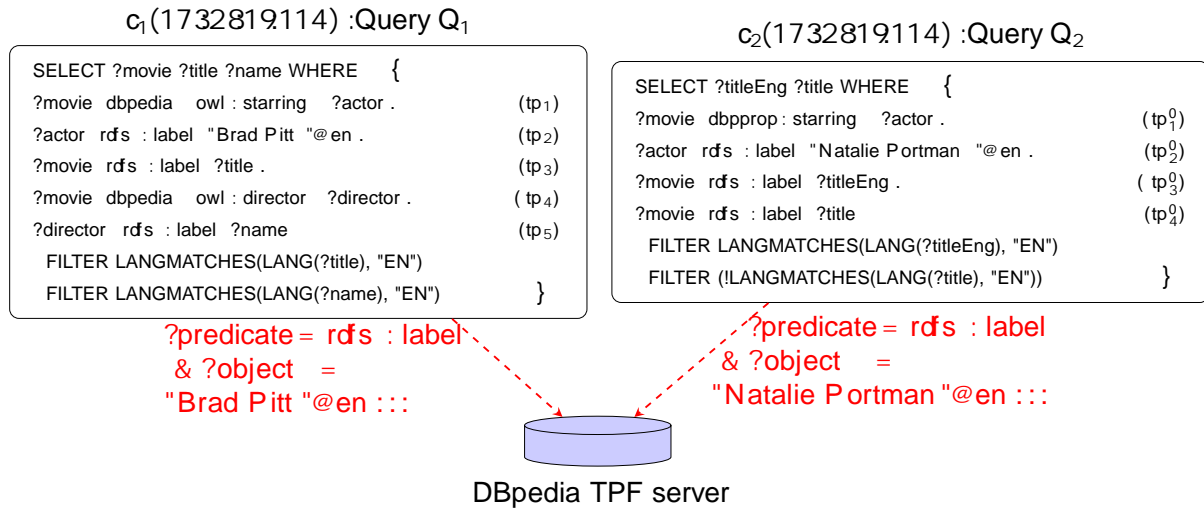 c₁(173.2819.114) :Query Q₁
SELECT ?movie ?title ?name WHERE {
?movie dbpedia owl : starring ?actor . (tp₁)
?actor rdfs : label "Brad Pitt "@ en . (tp₂)
?movie rdfs : label ?title . (tp₃)
?movie dbpedia owl : director ?director . ( tp₄)
?director rdfs : label ?name (tp₅)
FILTER LANGMATCHES(LANG(?title), "EN")
FILTER LANGMATCHES(LANG(?name), "EN") }
c₂(173.2819.114) :Query Q₂
SELECT ?titleEng ?title WHERE {
?movie dbpprop : starring ?actor . ( tp⁰₁)
?actor rdfs : label "Natalie Portman "@ en . (tp⁰₂)
?movie rdfs : label ?titleEng . ( tp⁰₃)
?movie rdfs : label ?title (tp⁰₄)
FILTER LANGMATCHES(LANG(?titleEng), "EN")
FILTER (!LANGMATCHES(LANG(?title), "EN")) }
?predicate = rdfs : label
& ?object =
"Brad Pitt "@en : : :
?predicate = rdfs : label
& ?object =
"Natalie Portman "@en : : :
DBpedia TPF server